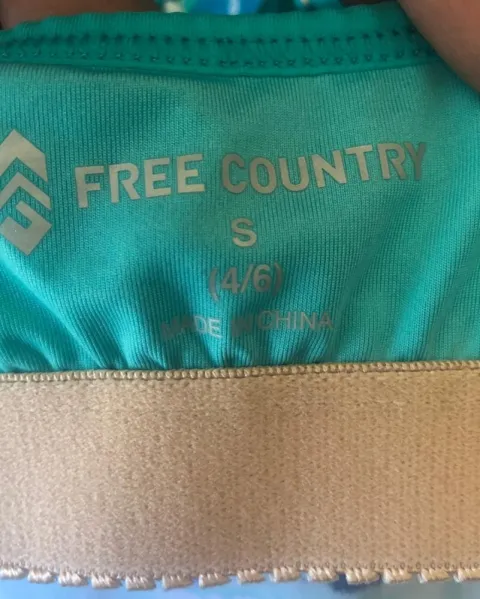 FREE COUNTRY
S
(4/6)
MADE IN CHINA